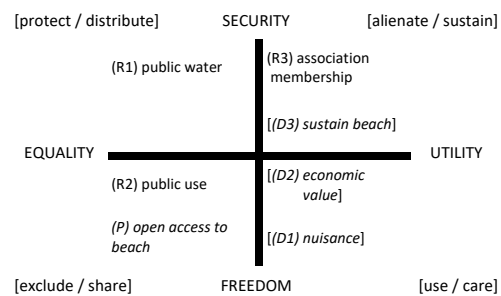 [protect / distribute] SECURITY [alienate / sustain]
(R1) public water
(R3) association
membership
[(D3) sustain beach]
EQUALITY UTILITY
(R2) public use
[(D2) economic
value]
(P) open access to
beach
[(D1) nuisance]
[exclude / share] FREEDOM [use / care]